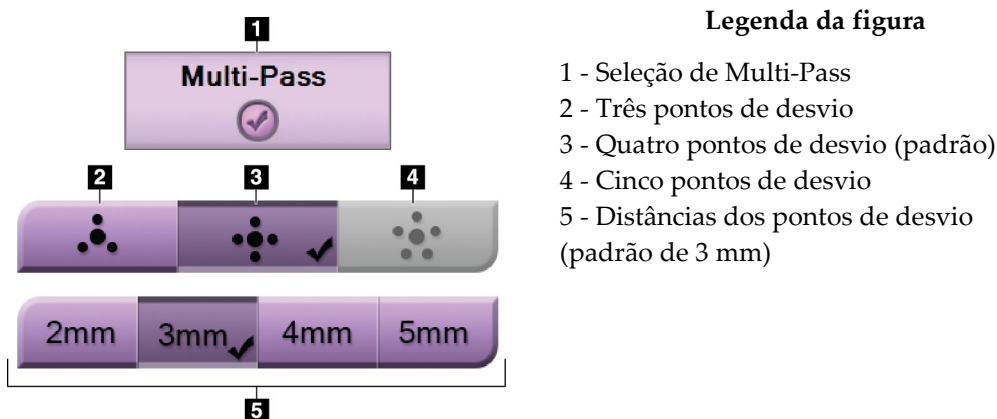 1
Multi-Pass
2
3
4
2mm
3mm
4mm
5mm
5
Legenda da figura
1 - Seleção de Multi-Pass
2 - Três pontos de desvio
3 - Quatro pontos de desvio (padrão)
4 - Cinco pontos de desvio
5 - Distâncias dos pontos de desvio
(padrão de 3 mm)